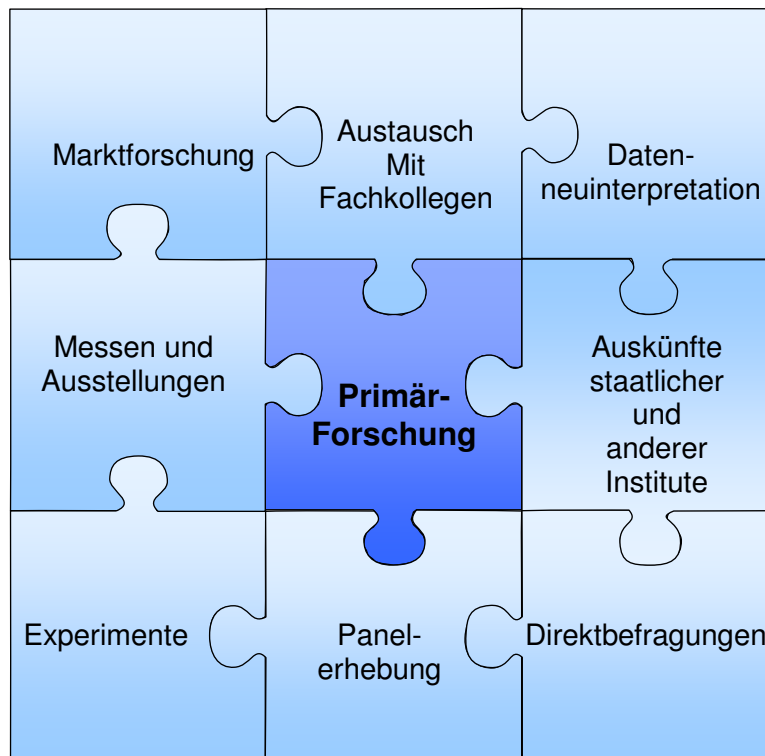 Marktforschung
Austausch
Mit
Fachkollegen
Daten-
neuinterpretation
Messen und
Ausstellungen
Primär-
Forschung
Auskünfte
staatlicher
und
anderer
Institute
Experimente
Panel-
erhebung
Direktbefragungen